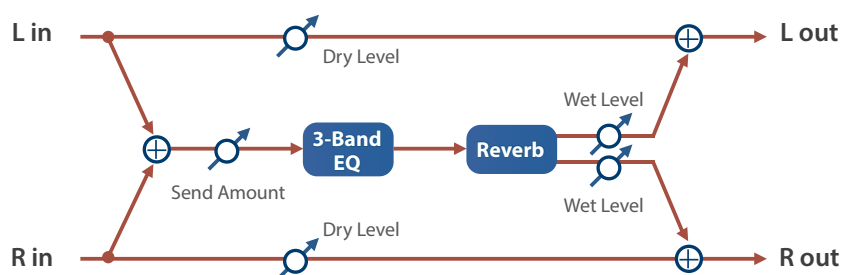 L in
Dry Level
L out
Wet Level
3-Band
EQ
Reverb
Send Amount
Wet Level
R in
Dry Level
R out